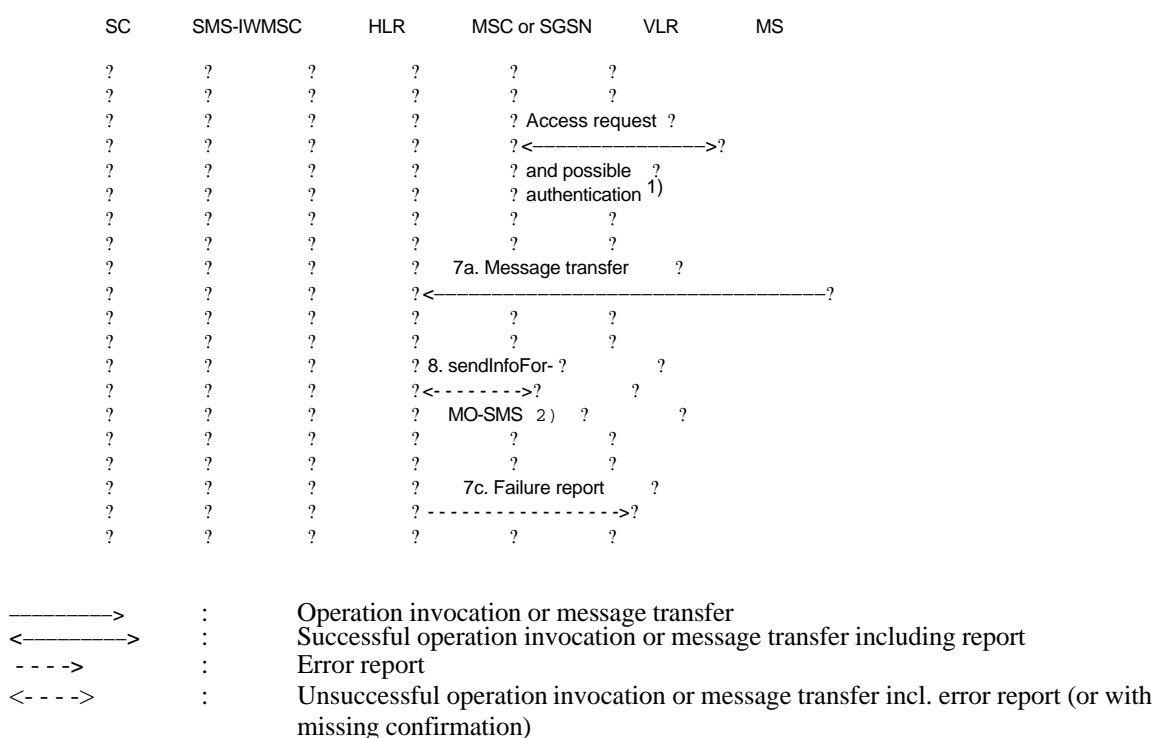 SC SMS-IWMSC HLR MSC or SGSN VLR MS
? ? ? ? ? ?
? ? ? ? ? ?
? ? ? ? ? Access request ?
? ? ? ? ?<–––––––––––––––>?
? ? ? ? ? and possible ?
? ? ? ? ? authentication 1)
? ? ? ? ? ?
? ? ? ? ? ?
? ? ? ? 7a. Message transfer ?
? ? ? ?<––––––––––––––––––––––––––––––––––?
? ? ? ? ? ?
? ? ? ? ? ?
? ? ? ? 8. sendInfoFor- ? ?
? ? ? ?<- - - - - - - ->? ?
? ? ? ? MO-SMS 2) ? ?
? ? ? ? ? ?
? ? ? ? ? ?
? ? ? ? 7c. Failure report ?
? ? ? ? - - - - - - - - - - - - - - - - ->?
? ? ? ? ? ?
–––––––––> : Operation invocation or message transfer
<–––––––––> : Successful operation invocation or message transfer including report
- - - -> : Error report
<- - - -> : Unsuccessful operation invocation or message transfer incl. error report (or with
missing confirmation)